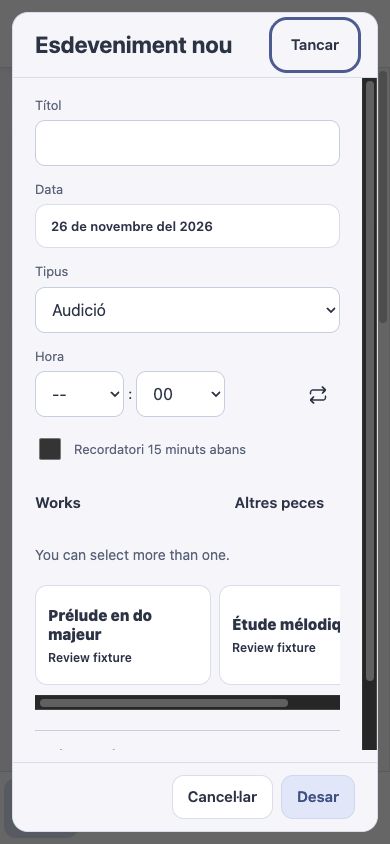 Esdeveniment nou
Tancar
Títol
Data
26 de novembre del 2026
Tipus
Audició
Hora
-- : 00
Recordatori 15 minuts abans
Works
Altres peces
You can select more than one.
Prélude en do
majeur
Review fixture
Étude mélodiq
Review fixture
Cancel·lar
Desar